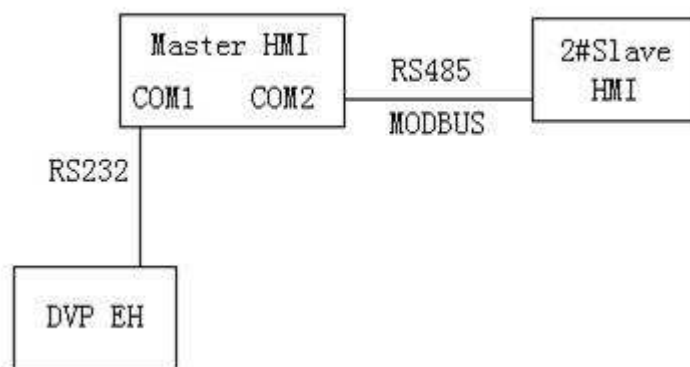 Master HMI
COM1 COM2
RS485
MODBUS
2#Slave
HMI
RS232
DVP EH